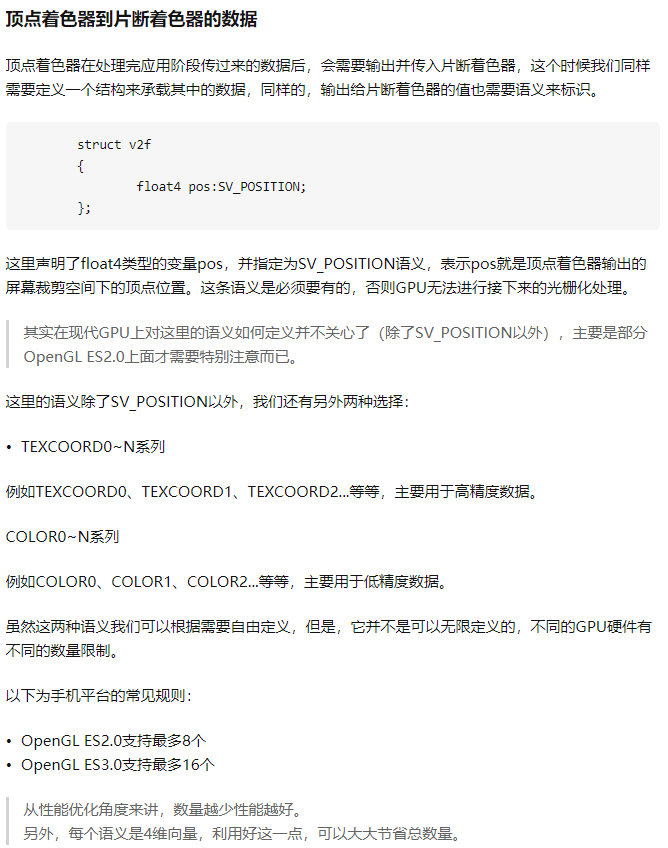 顶点着色器到片断着色器的数据
顶点着色器在处理完应用阶段传过来的数据后，会需要输出并传入片断着色器，这个时候我们同样
需要定义一个结构来承载其中的数据，同样的，输出给片断着色器的值也需要语义来标识。
struct v2f
{
float4 pos:SV_POSITION;
};
这里声明了float4类型的变量pos，并指定为SV_POSITION语义，表示pos就是顶点着色器输出的
屏幕裁剪空间下的顶点位置。这条语义是必须要有的，否则GPU无法进行接下来的光栅化处理。
其实在现代GPU上对这里的语义如何定义并不关心了（除了SV_POSITION以外），主要是部分
OpenGL ES2.0上面才需要特别注意而已。
这里的语义除了SV_POSITION以外，我们还有另外两种选择：
• TEXCOORD0~N系列
例如TEXCOORD0、TEXCOORD1、TEXCOORD2...等等，主要用于高精度数据。
COLOR0~N系列
例如COLOR0、COLOR1、COLOR2...等等，主要用于低精度数据。
虽然这两种语义我们可以根据需要自由定义，但是，它并不是可以无限定义的，不同的GPU硬件有
不同的数量限制。
以下为手机平台的常见规则：
• OpenGL ES2.0支持最多8个
• OpenGL ES3.0支持最多16个
从性能优化角度来讲，数量越少性能越好。
另外，每个语义是4维向量，利用好这一点，可以大大节省总数量。